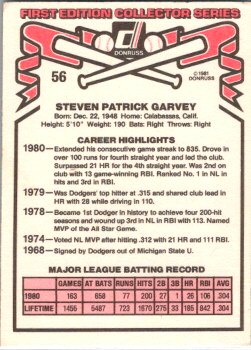 FIRST EDITION COLLECTOR SERIES
DONRUSS
56
©1981
DONRUSS
STEVEN PATRICK GARVEY
Born: Dec. 22, 1948 Home: Calabassas, Calif.
Height: 5'10" Weight: 190 Bats: Right Throws: Right
CAREER HIGHLIGHTS
1980— Extended his consecutive game streak to 835. Drove in
over 100 runs for fourth straight year and led the club.
Surpassed 21 HR for the 4th straight year. Was 2nd on
club with 13 game-winning RBI. Ranked No. 1 in NL in
hits and 3rd in RBI.
1979— Was Dodgers' top hitter at .315 and shared club lead in
HR with 28 while driving in 110.
1978— Became 1st Dodger in history to achieve four 200-hit
seasons and wound up 3rd in NL in RBI with 113. Named
MVP of the All Star Game.
1974— Voted NL MVP after hitting .312 with 21 HR and 111 RBI.
1968— Signed by Dodgers out of Michigan State U.
MAJOR LEAGUE BATTING RECORD
GAMES AT BAT RUNS HITS 2B 3B HR RBI AVE
1980 163 658 77 200 27 1 26 106 .304
LIFETIME 1455 5487 723 1670 275 33 185 842 .304